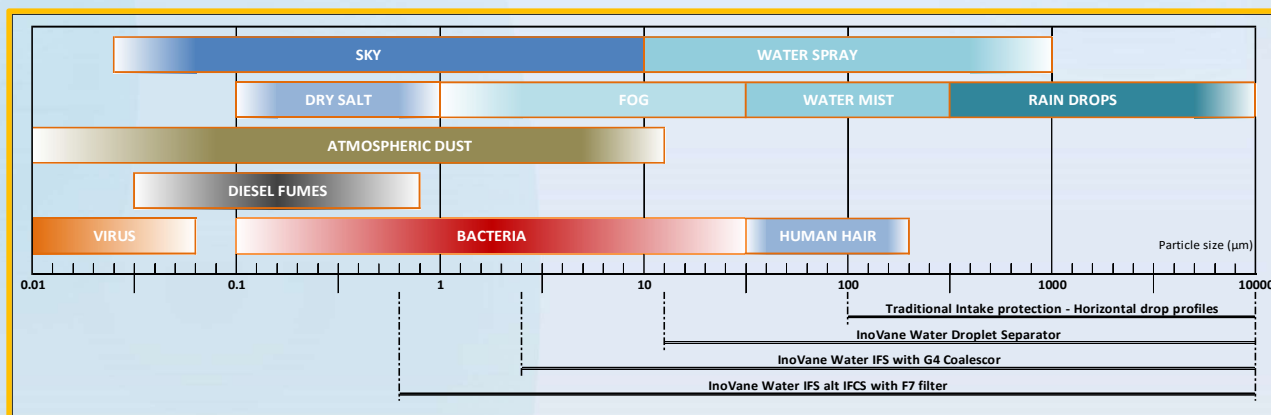 SKY WATER SPRAY
DRY SALT FOG WATER MIST RAIN DROPS
ATMOSPHERIC DUST
DIESEL FUMES
VIRUS BACTERIA HUMAN HAIR
Particle size (µm)
0.01 0.1 1 10 100 1000 10000
Traditional Intake protection - Horizontal drop profiles
InoVane Water Droplet Separator
InoVane Water IFS with G4 Coalescor
InoVane Water IFS alt IFCS with F7 filter